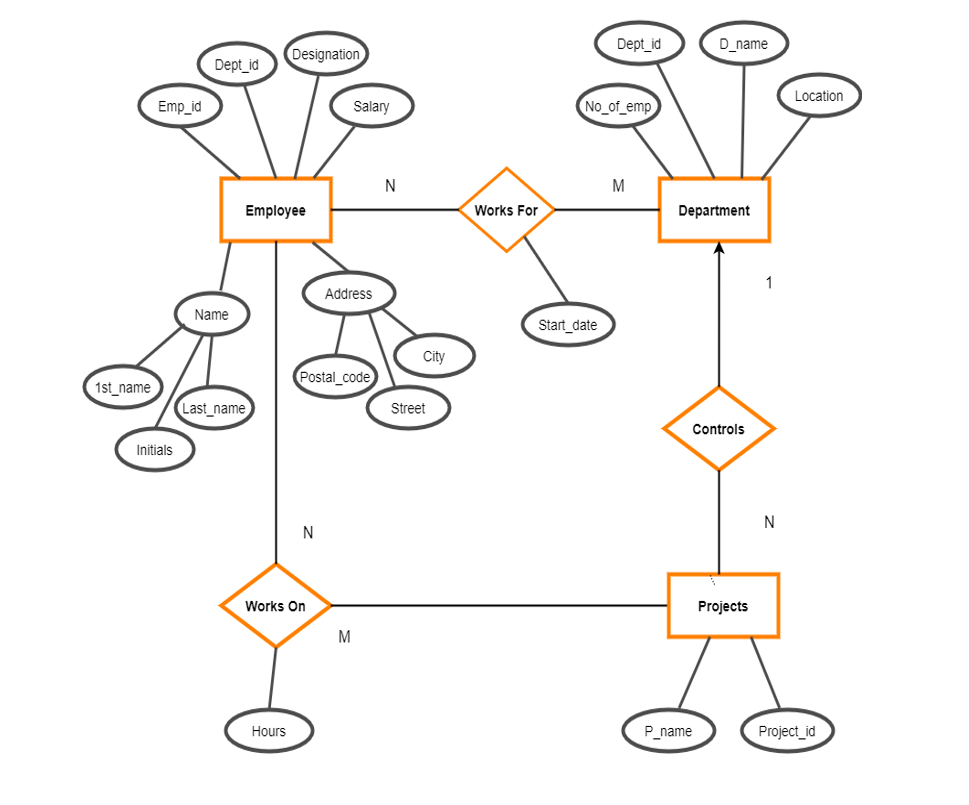 Dept_id
D_name
Designation
Dept_id
Location
Emp_id
Salary
No_of_emp
N
M
Employee
Works For
Department
1
Address
Name
Start_date
City
Postal_code
1st_name
Last_name
Street
Controls
Initials
N
N
Works On
Projects
M
Hours
P_name
Project_id